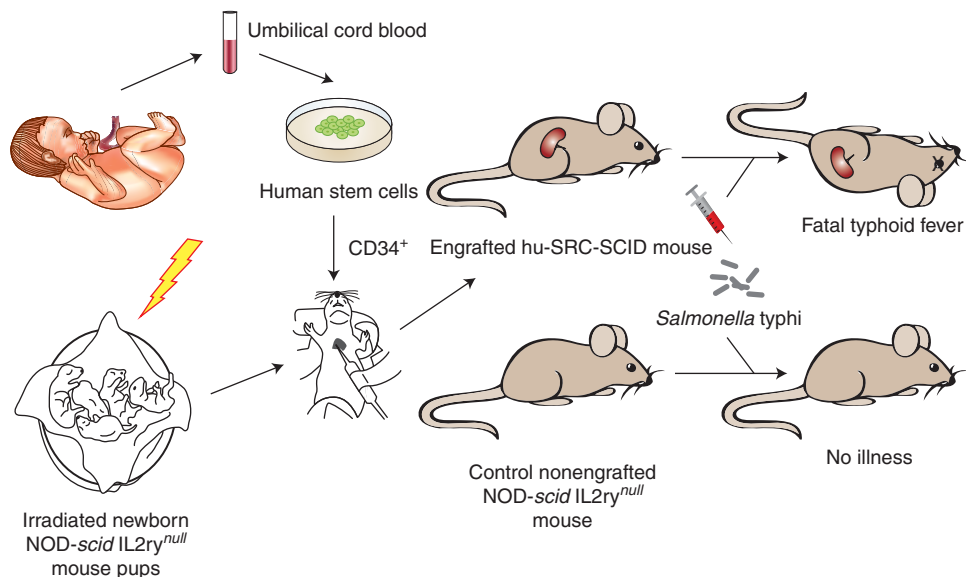 Umbilical cord blood
Human stem cells
CD34+
Engrafted hu-SRC-SCID mouse
Fatal typhoid fever
Salmonella typhi
Irradiated newborn
NOD-scid IL2ry^null
mouse pups
Control nonengrafted
NOD-scid IL2ry^null
mouse
No illness